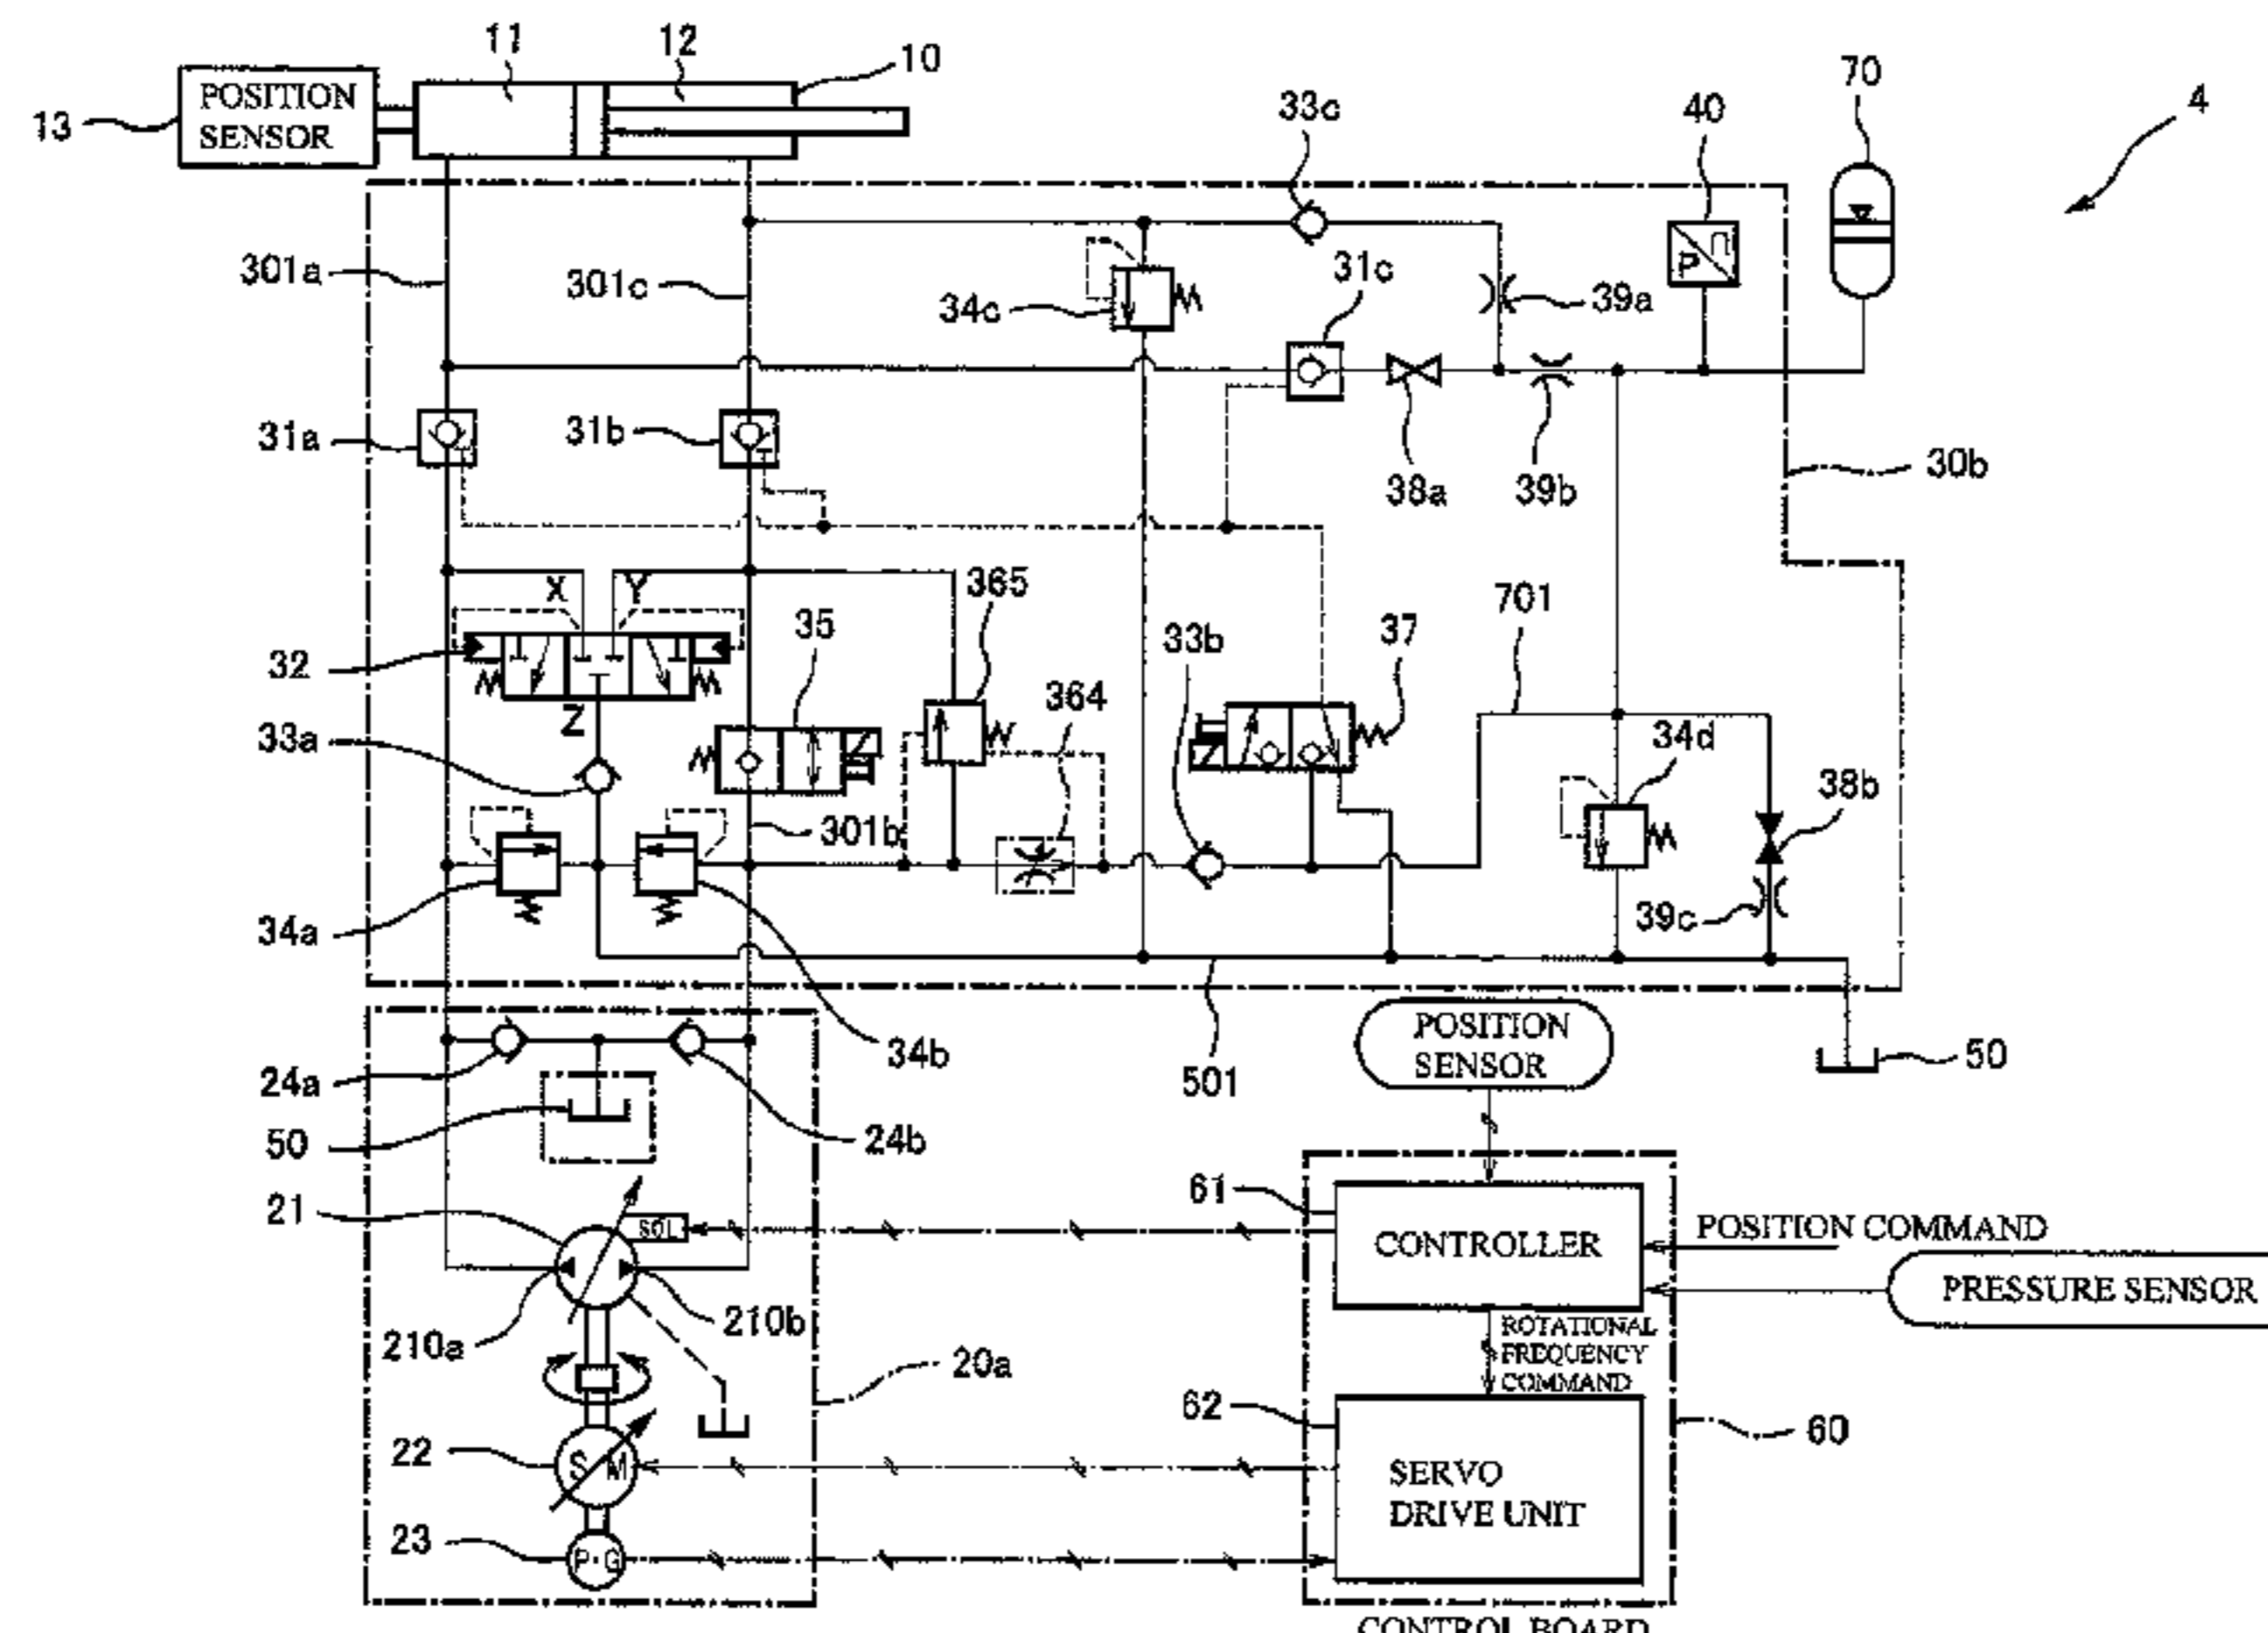 11
12
10
POSITION
SENSOR
13
33c
40
70
4
301a
301c
34c
31c
39a
31a
31b
38a
39b
30b
X
Y
365
35
33b
701
37
32
364
Z
33a
34d
38b
301b
34a
39c
34b
POSITION
SENSOR
24a
501
50
50
24b
61
21
SOL
CONTROLLER
POSITION COMMAND
PRESSURE SENSOR
210a
210b
ROTATIONAL
FREQUENCY
COMMAND
20a
62
60
22
S M
SERVO
DRIVE UNIT
23
P G
CONTROL BOARD
P